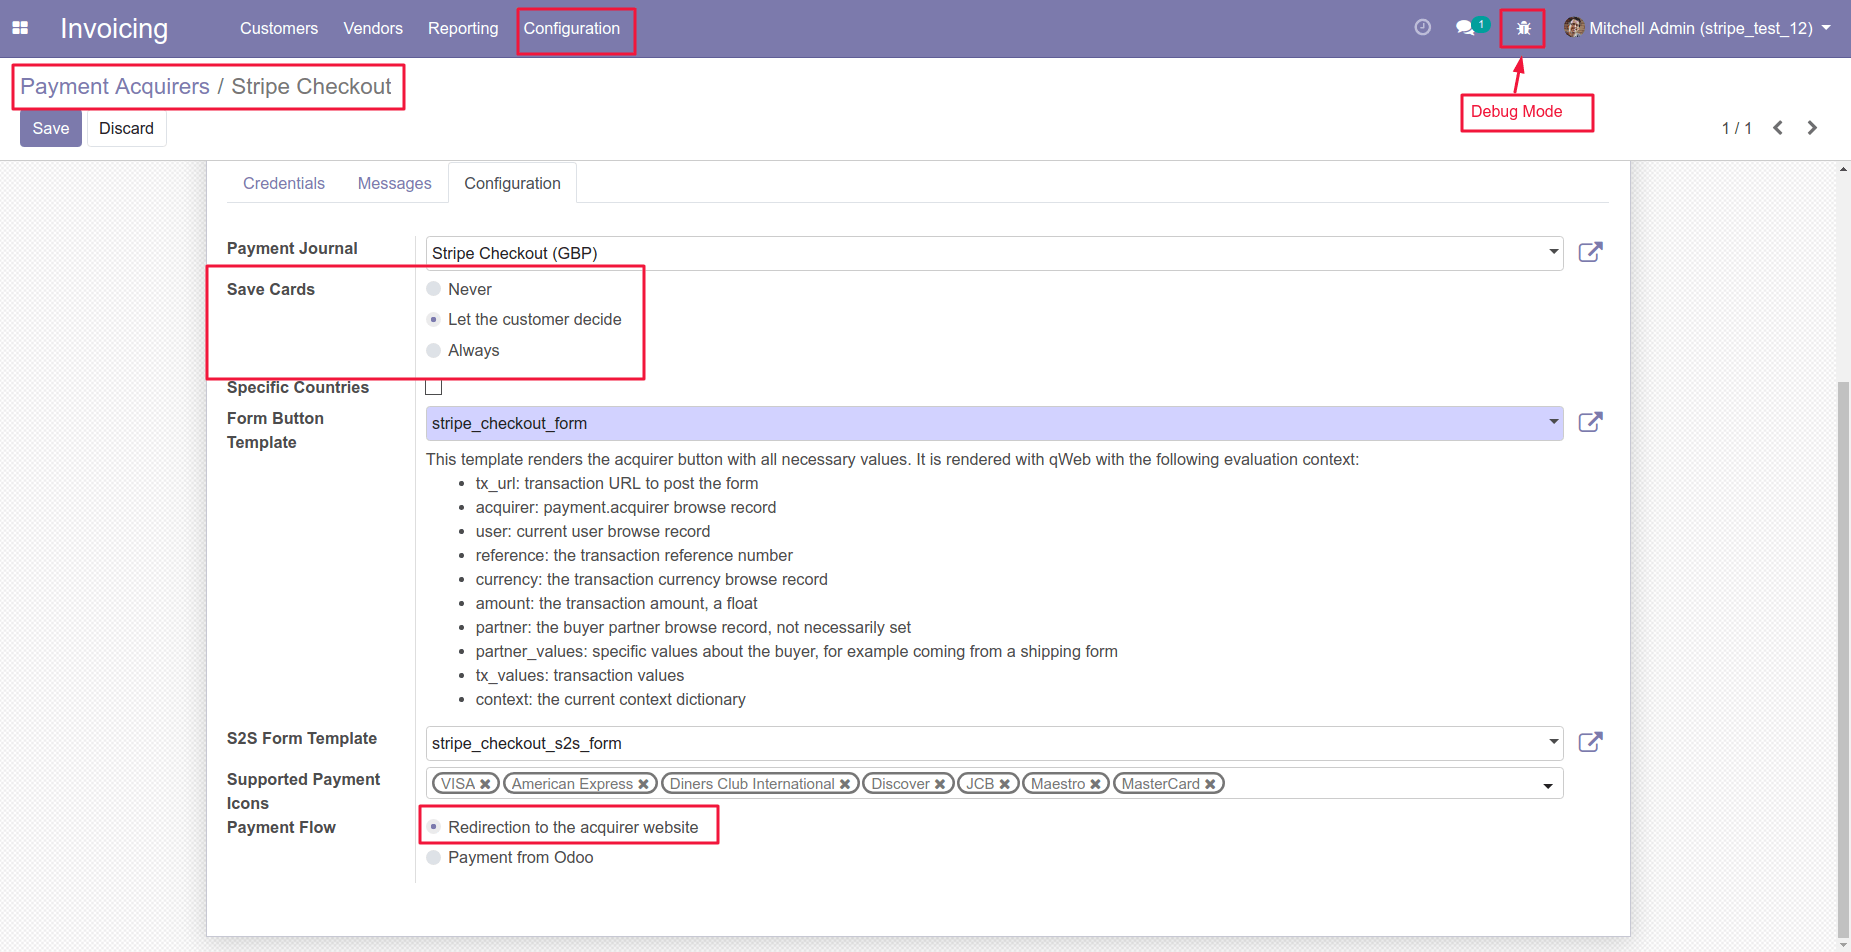 Invoicing Customers Vendors Reporting Configuration 1 Mitchell Admin (stripe_test_12)
Payment Acquirers / Stripe Checkout
Debug Mode
Save Discard 1 / 1
Credentials Messages Configuration
Payment Journal Stripe Checkout (GBP)
Save Cards Never
Let the customer decide
Always
Specific Countries
Form Button Template stripe_checkout_form
This template renders the acquirer button with all necessary values. It is rendered with qWeb with the following evaluation context:
• tx_url: transaction URL to post the form
• acquirer: payment.acquirer browse record
• user: current user browse record
• reference: the transaction reference number
• currency: the transaction currency browse record
• amount: the transaction amount, a float
• partner: the buyer partner browse record, not necessarily set
• partner_values: specific values about the buyer, for example coming from a shipping form
• tx_values: transaction values
• context: the current context dictionary
S2S Form Template stripe_checkout_s2s_form
Supported Payment Icons VISA American Express Diners Club International Discover JCB Maestro MasterCard
Payment Flow Redirection to the acquirer website
Payment from Odoo